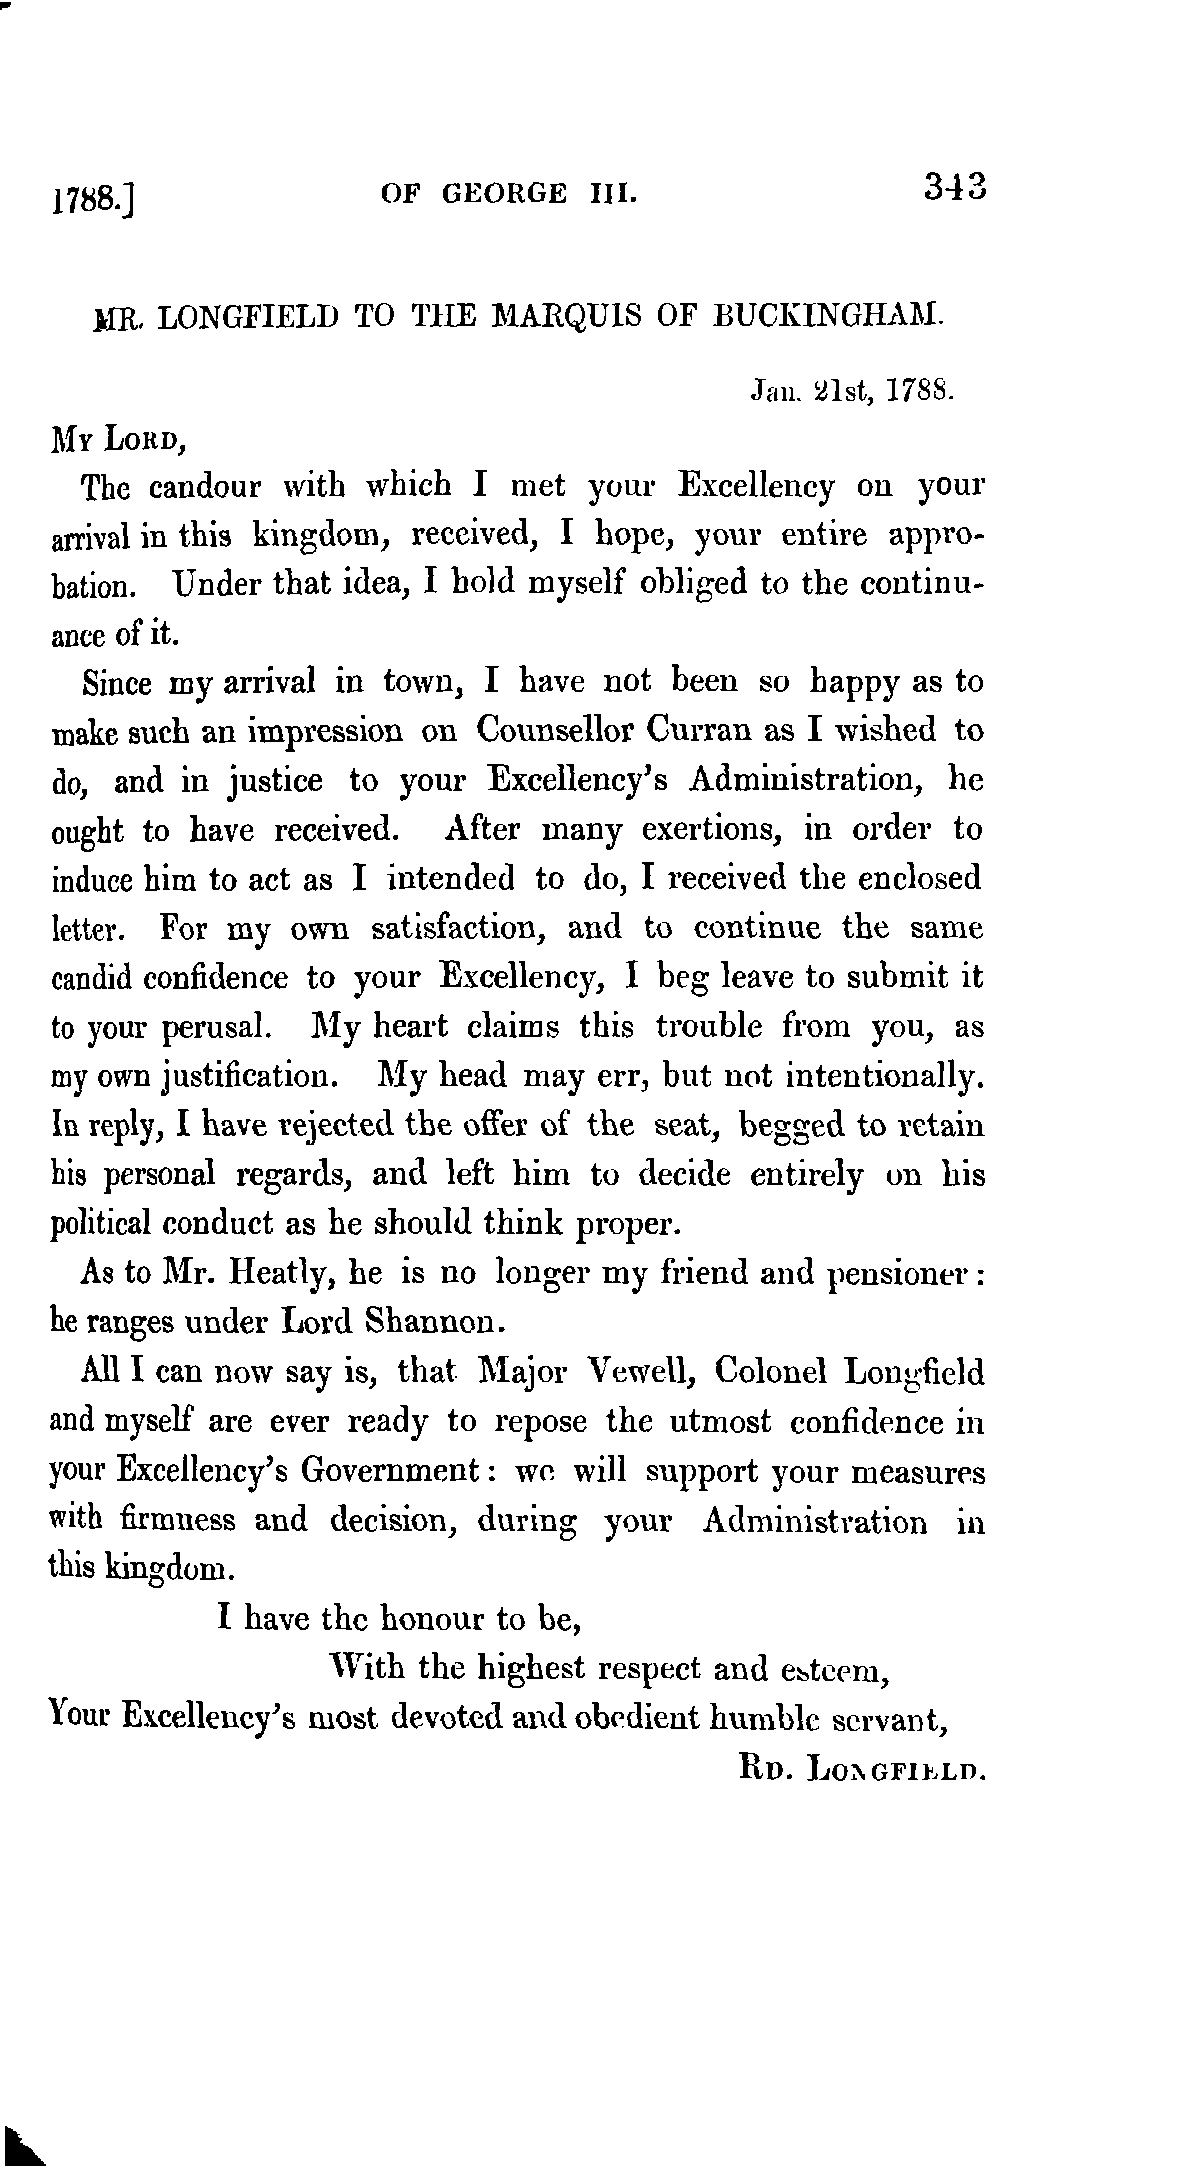 1788.] OF GEORGE III. 343
MR. LONGFIELD TO THE MARQUIS OF BUCKINGHAM.
Jan. 21st, 1788.
MY LORD,
The candour with which I met your Excellency on your
arrival in this kingdom, received, I hope, your entire appro-
bation. Under that idea, I hold myself obliged to the continu-
ance of it.
Since my arrival in town, I have not been so happy as to
make such an impression on Counsellor Curran as I wished to
do, and in justice to your Excellency's Administration, he
ought to have received. After many exertions, in order to
induce him to act as I intended to do, I received the enclosed
letter. For my own satisfaction, and to continue the same
candid confidence to your Excellency, I beg leave to submit it
to your perusal. My heart claims this trouble from you, as
my own justification. My head may err, but not intentionally.
In reply, I have rejected the offer of the seat, begged to retain
his personal regards, and left him to decide entirely on his
political conduct as he should think proper.
As to Mr. Heatly, he is no longer my friend and pensioner:
he ranges under Lord Shannon.
All I can now say is, that Major Vewell, Colonel Longfield
and myself are ever ready to repose the utmost confidence in
your Excellency's Government: we will support your measures
with firmness and decision, during your Administration in
this kingdom.
I have the honour to be,
With the highest respect and esteem,
Your Excellency's most devoted and obedient humble servant,
RD. LONGFIELD.